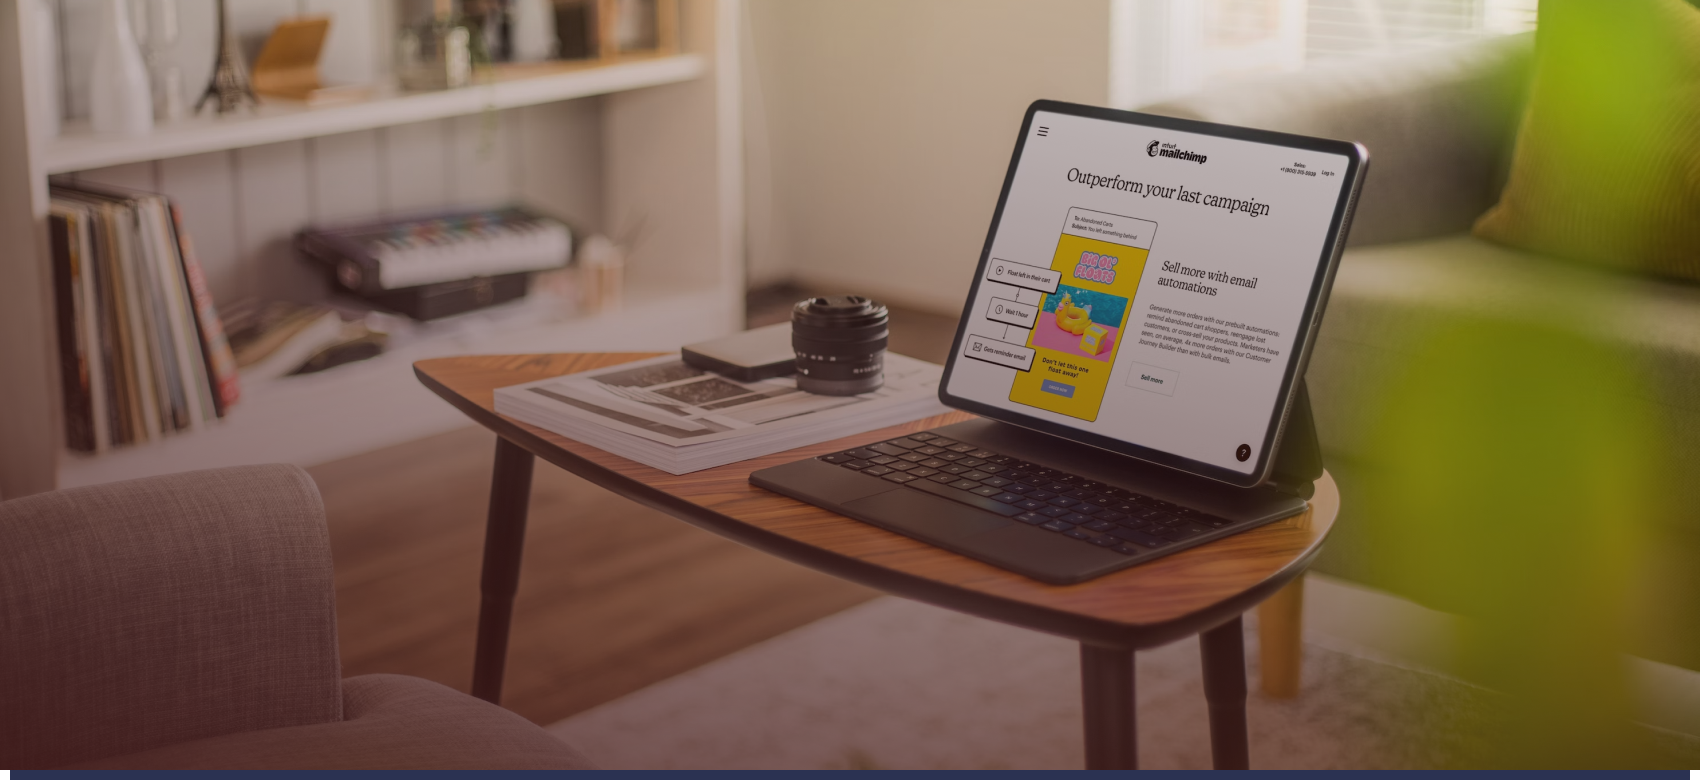 intuit
mailchimp
Sales:
Log In
Outperform your last campaign
To: Abandoned Carts
Subject: You left something behind
BIG OL'
FLOATS
Float left in their cart
Wait 1 hour
Gets reminder email
Don't let this one
float away!
Sell more with email
automations
Generate more orders with our prebuilt automations:
remind abandoned cart shoppers, reengage lost
customers, or cross-sell your products. Marketers have
seen, on average, 4x more orders with our Customer
Journey Builder than with bulk emails.
Sell more
?